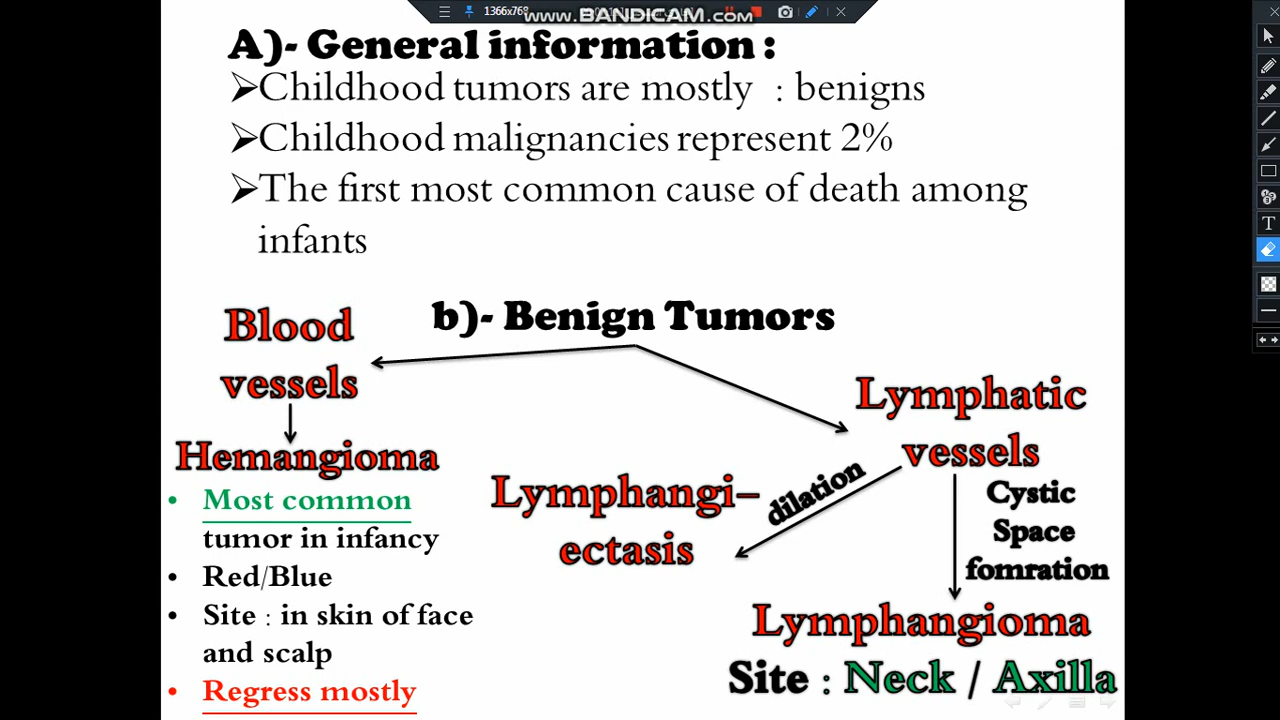 1366x768
www.BANDICAM.com
A)- General information :
➢Childhood tumors are mostly : benigns
➢Childhood malignancies represent 2%
➢The first most common cause of death among
infants
b)- Benign Tumors
Blood
vessels
Hemangioma
• Most common
tumor in infancy
• Red/Blue
• Site : in skin of face
and scalp
• Regress mostly
Lymphatic
vessels
dilation
Lymphangi–
ectasis
Cystic
Space
fomration
Lymphangioma
Site : Neck / Axilla
T